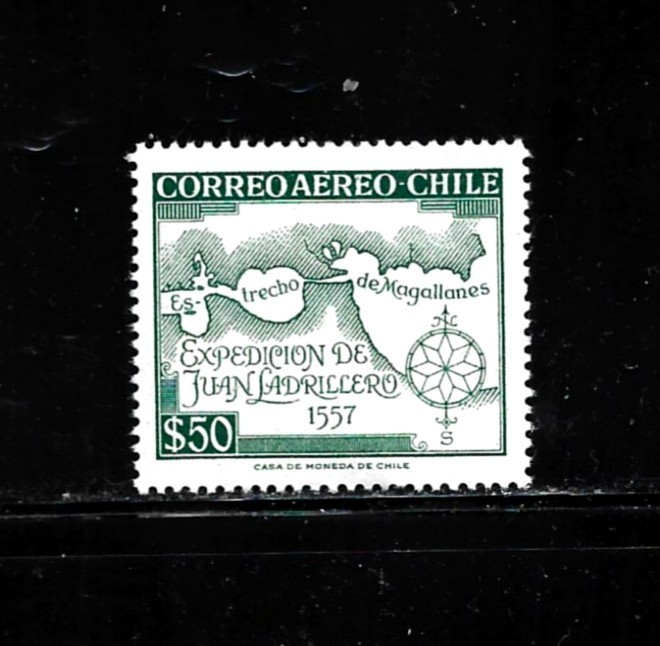 CORREO AEREO-CHILE
Es-
trecho
de Magallanes
N
EXPEDICION DE
JUAN LADRILLERO
1557
S
$50
CASA DE MONEDA DE CHILE